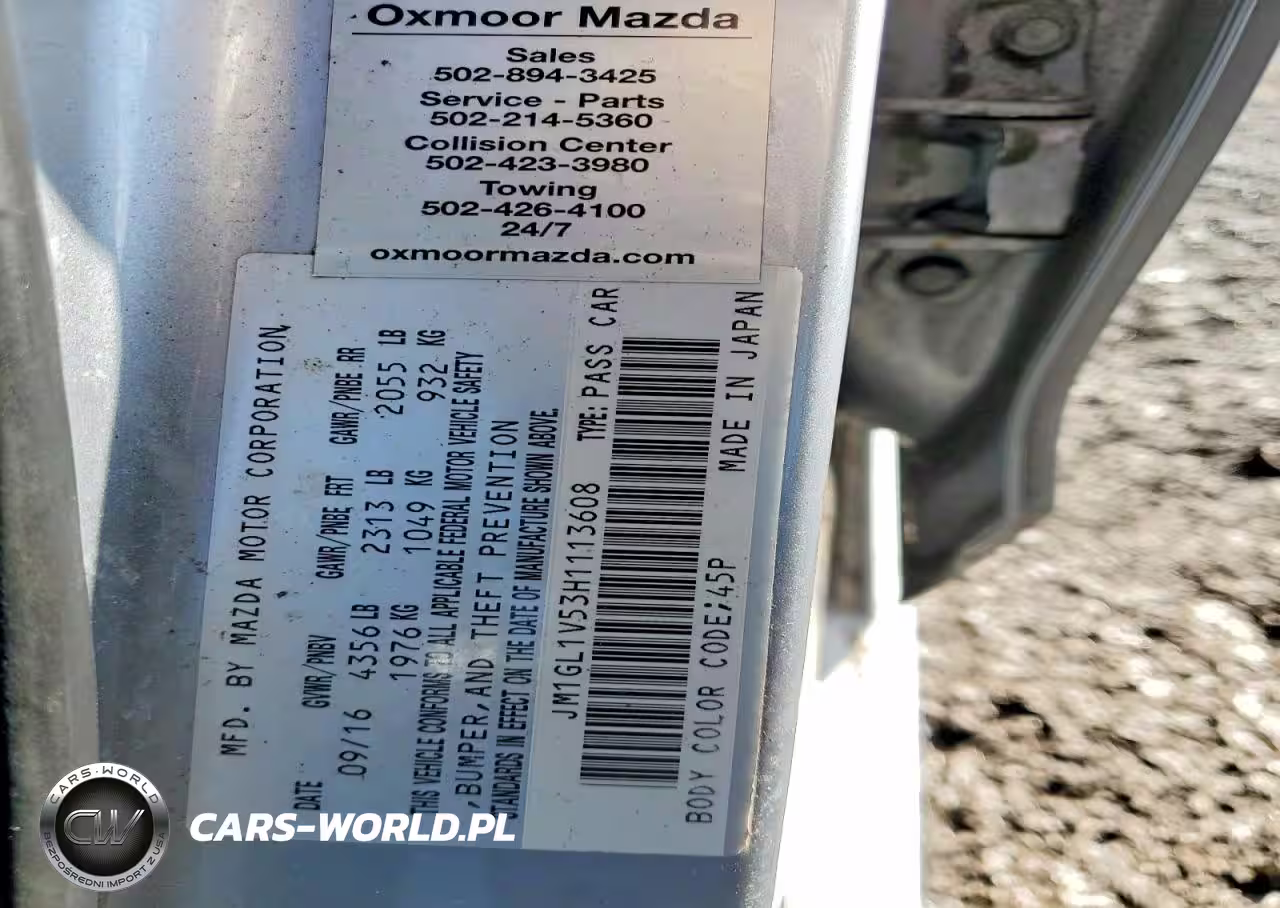 Oxmoor Mazda
Sales
502-894-3425
Service - Parts
502-214-5360
Collision Center
502-423-3980
Towing
502-426-4100
24/7
oxmoormazda.com
MFD. BY MAZDA MOTOR CORPORATION,
DATE GVWR/PNBV GAWR/PNBE, FRT GAWR/PNBE .RR
09/16 4356 LB 2313 LB 2055 LB
1976 KG 1049 KG 932 KG
THIS VEHICLE CONFORMS TO ALL APPLICABLE FEDERAL MOTOR VEHICLE SAFETY
,BUMPER,AND THEFT PREVENTION
STANDARDS IN EFFECT ON THE DATE OF MANUFACTURE SHOWN ABOVE.
JM1GL1V53H1113608 TYPE: PASS CAR
BODY COLOR CODE;45P MADE IN JAPAN
CARS-WORLD
CW
BEZPOŚREDNI IMPORT Z USA
CARS-WORLD.PL